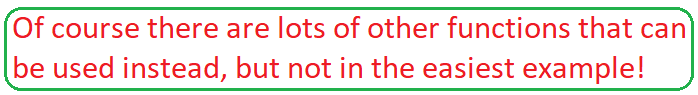 Of course there are lots of other functions that can
be used instead, but not in the easiest example!